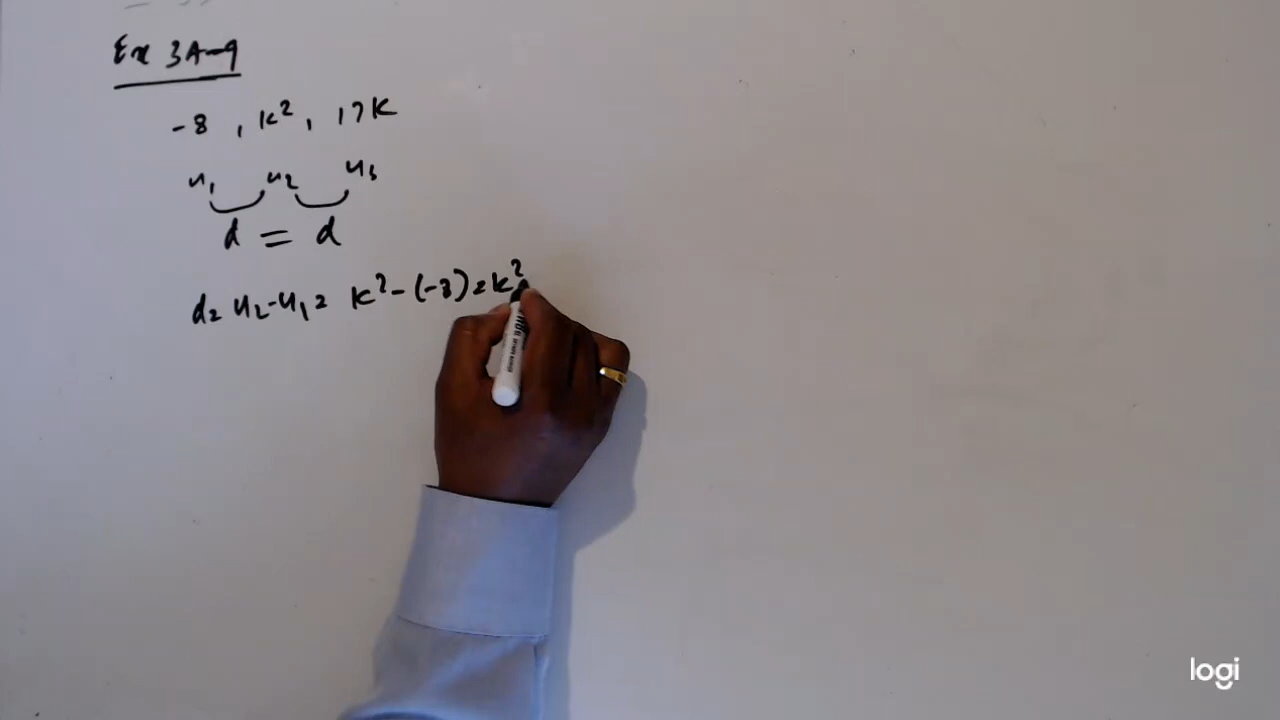 Ex 3A-9
-8 , k², 17k
u₁ u₂ u₃
d = d
d = u₂-u₁ = k²-(-8) = k²
logi